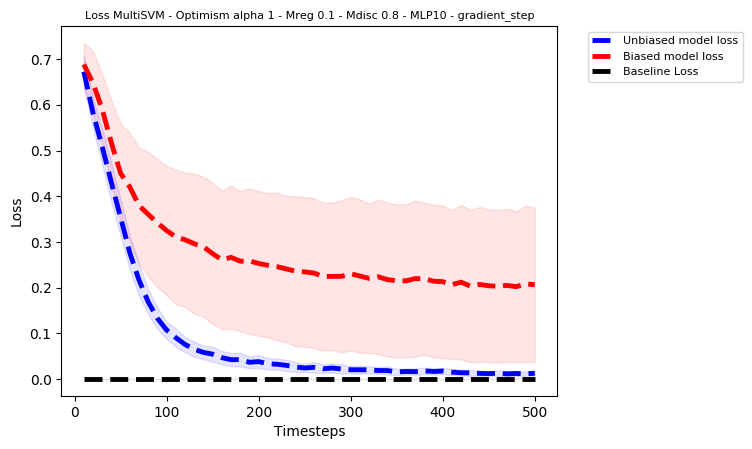 Loss MultiSVM - Optimism alpha 1 - Mreg 0.1 - Mdisc 0.8 - MLP10 - gradient_step
Unbiased model loss
Biased model loss
Baseline Loss
Loss
0.7
0.6
0.5
0.4
0.3
0.2
0.1
0.0
0
100
200
300
400
500
Timesteps